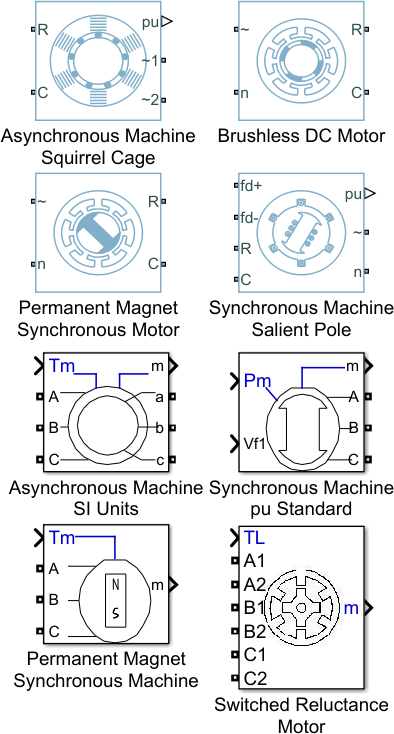 pu
R
~1
C
~2
Asynchronous Machine
Squirrel Cage
~
R
n
C
Brushless DC Motor
~
R
n
C
Permanent Magnet
Synchronous Motor
fd+
pu
fd-
~
R
n
C
Synchronous Machine
Salient Pole
Tm
m
A
a
B
b
C
c
Asynchronous Machine
SI Units
m
Pm
A
B
Vf1
C
Synchronous Machine
pu Standard
Tm
A
N
m
B
S
C
Permanent Magnet
Synchronous Machine
TL
A1
A2
B1
m
B2
C1
C2
Switched Reluctance
Motor